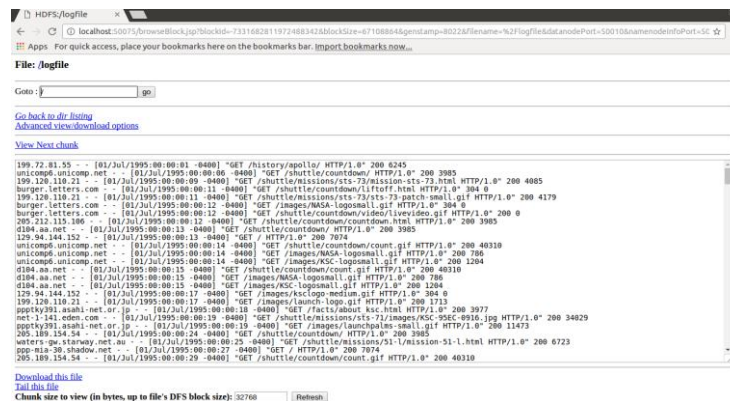 HDFS:/logfile
localhost:50075/browseBlock.jsp?blockId=-7331682811972488342&blockSize=67108864&genstamp=8022&filename=%2Flogfile&datanodePort=50010&namenodeInfoPort=50
Apps For quick access, place your bookmarks here on the bookmarks bar. Import bookmarks now...
File: /logfile
Goto : / go
Go back to dir listing
Advanced view/download options
View Next chunk
199.72.81.55 - - [01/Jul/1995:00:00:01 -0400] "GET /history/apollo/ HTTP/1.0" 200 6245
unicomp6.unicomp.net - - [01/Jul/1995:00:00:06 -0400] "GET /shuttle/countdown/ HTTP/1.0" 200 3985
199.120.110.21 - - [01/Jul/1995:00:00:09 -0400] "GET /shuttle/missions/sts-73/mission-sts-73.html HTTP/1.0" 200 4085
burger.letters.com - - [01/Jul/1995:00:00:11 -0400] "GET /shuttle/countdown/liftoff.html HTTP/1.0" 304 0
199.120.110.21 - - [01/Jul/1995:00:00:11 -0400] "GET /shuttle/missions/sts-73/sts-73-patch-small.gif HTTP/1.0" 200 4179
burger.letters.com - - [01/Jul/1995:00:00:12 -0400] "GET /images/NASA-logosmall.gif HTTP/1.0" 304 0
burger.letters.com - - [01/Jul/1995:00:00:12 -0400] "GET /shuttle/countdown/video/livevideo.gif HTTP/1.0" 200 0
205.212.115.106 - - [01/Jul/1995:00:00:12 -0400] "GET /shuttle/countdown/countdown.html HTTP/1.0" 200 3985
d104.aa.net - - [01/Jul/1995:00:00:13 -0400] "GET /shuttle/countdown/ HTTP/1.0" 200 3985
129.94.144.152 - - [01/Jul/1995:00:00:13 -0400] "GET / HTTP/1.0" 200 7074
unicomp6.unicomp.net - - [01/Jul/1995:00:00:14 -0400] "GET /shuttle/countdown/count.gif HTTP/1.0" 200 40310
unicomp6.unicomp.net - - [01/Jul/1995:00:00:14 -0400] "GET /images/NASA-logosmall.gif HTTP/1.0" 200 786
unicomp6.unicomp.net - - [01/Jul/1995:00:00:14 -0400] "GET /images/KSC-logosmall.gif HTTP/1.0" 200 1204
d104.aa.net - - [01/Jul/1995:00:00:15 -0400] "GET /shuttle/countdown/count.gif HTTP/1.0" 200 40310
d104.aa.net - - [01/Jul/1995:00:00:15 -0400] "GET /images/NASA-logosmall.gif HTTP/1.0" 200 786
d104.aa.net - - [01/Jul/1995:00:00:15 -0400] "GET /images/KSC-logosmall.gif HTTP/1.0" 200 1204
129.94.144.152 - - [01/Jul/1995:00:00:17 -0400] "GET /images/ksclogo-medium.gif HTTP/1.0" 304 0
199.120.110.21 - - [01/Jul/1995:00:00:17 -0400] "GET /images/launch-logo.gif HTTP/1.0" 200 1713
ppptky391.asahi-net.or.jp - - [01/Jul/1995:00:00:18 -0400] "GET /facts/about_ksc.html HTTP/1.0" 200 3977
net-1-141.eden.com - - [01/Jul/1995:00:00:19 -0400] "GET /shuttle/missions/sts-71/images/KSC-95EC-0916.jpg HTTP/1.0" 200 34029
ppptky391.asahi-net.or.jp - - [01/Jul/1995:00:00:19 -0400] "GET /images/launchpalms-small.gif HTTP/1.0" 200 11473
205.189.154.54 - - [01/Jul/1995:00:00:24 -0400] "GET /shuttle/countdown/ HTTP/1.0" 200 3985
waters-gw.starway.net.au - - [01/Jul/1995:00:00:25 -0400] "GET /shuttle/missions/51-l/mission-51-l.html HTTP/1.0" 200 6723
ppp-mia-30.shadow.net - - [01/Jul/1995:00:00:27 -0400] "GET / HTTP/1.0" 200 7074
205.189.154.54 - - [01/Jul/1995:00:00:29 -0400] "GET /shuttle/countdown/count.gif HTTP/1.0" 200 40310
Download this file
Tail this file
Chunk size to view (in bytes, up to file's DFS block size): 32768 Refresh